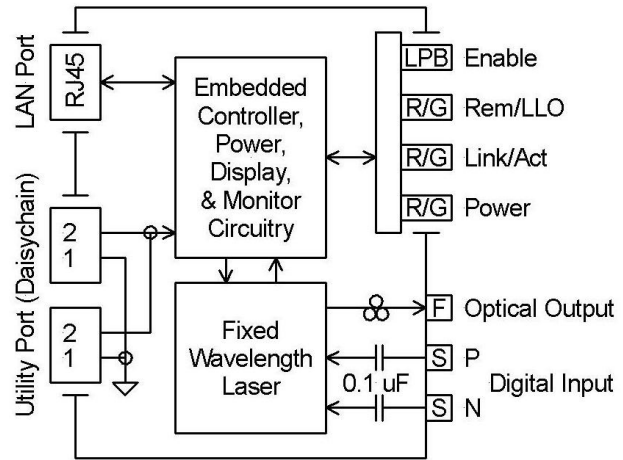 LAN Port
RJ45
Embedded
Controller,
Power,
Display,
& Monitor
Circuitry
LPB Enable
R/G Rem/LLO
R/G Link/Act
R/G Power
Utility Port (Daisychain)
2
1
2
1
Fixed
Wavelength
Laser
F Optical Output
S P
0.1 uF
Digital Input
S N